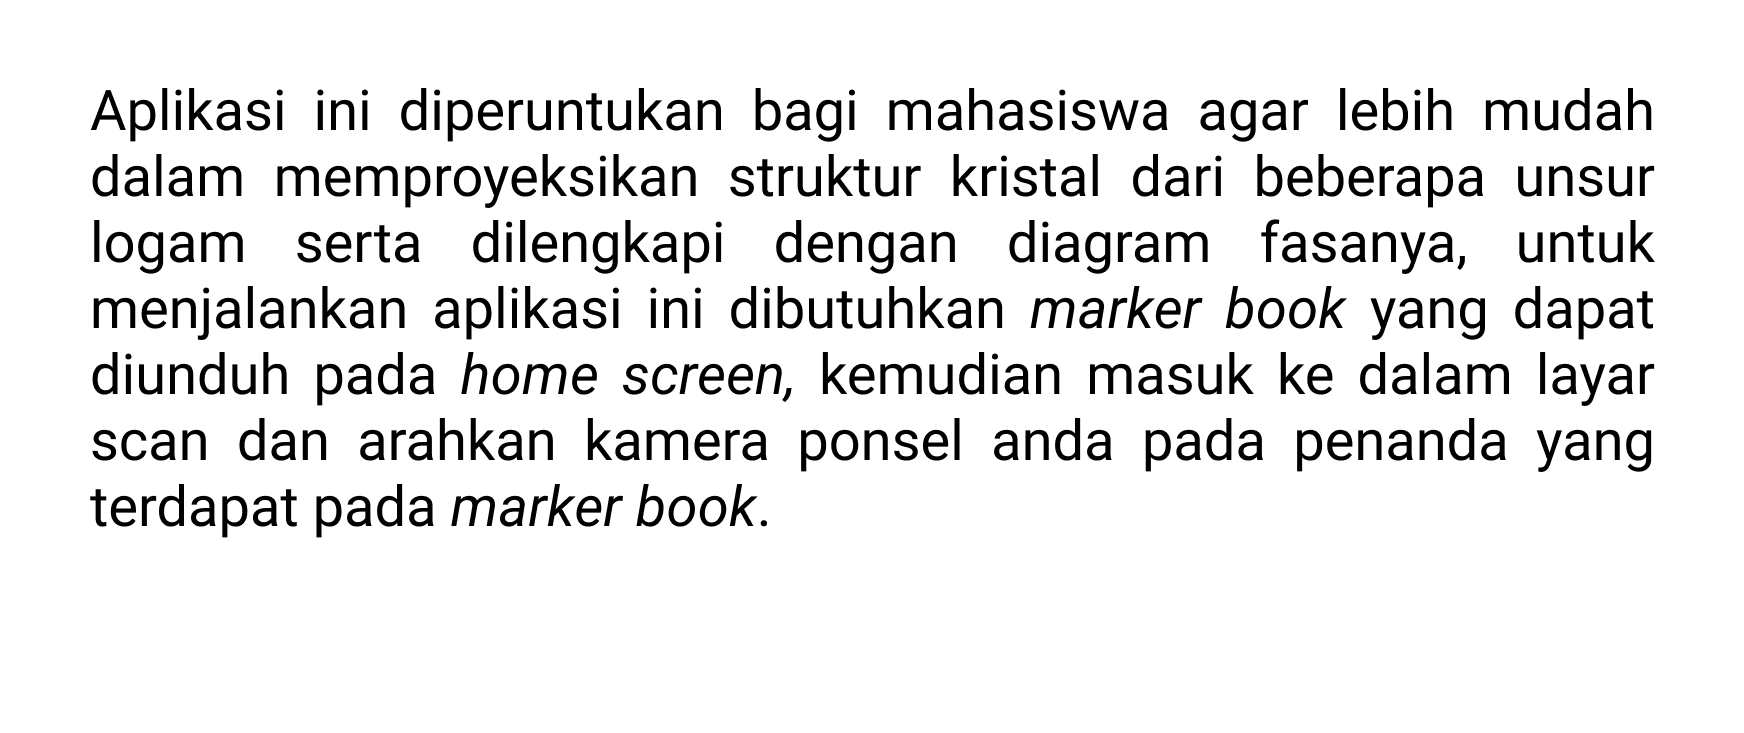 Aplikasi ini diperuntukan bagi mahasiswa agar lebih mudah
dalam memproyeksikan struktur kristal dari beberapa unsur
logam serta dilengkapi dengan diagram fasanya, untuk
menjalankan aplikasi ini dibutuhkan marker book yang dapat
diunduh pada home screen, kemudian masuk ke dalam layar
scan dan arahkan kamera ponsel anda pada penanda yang
terdapat pada marker book.